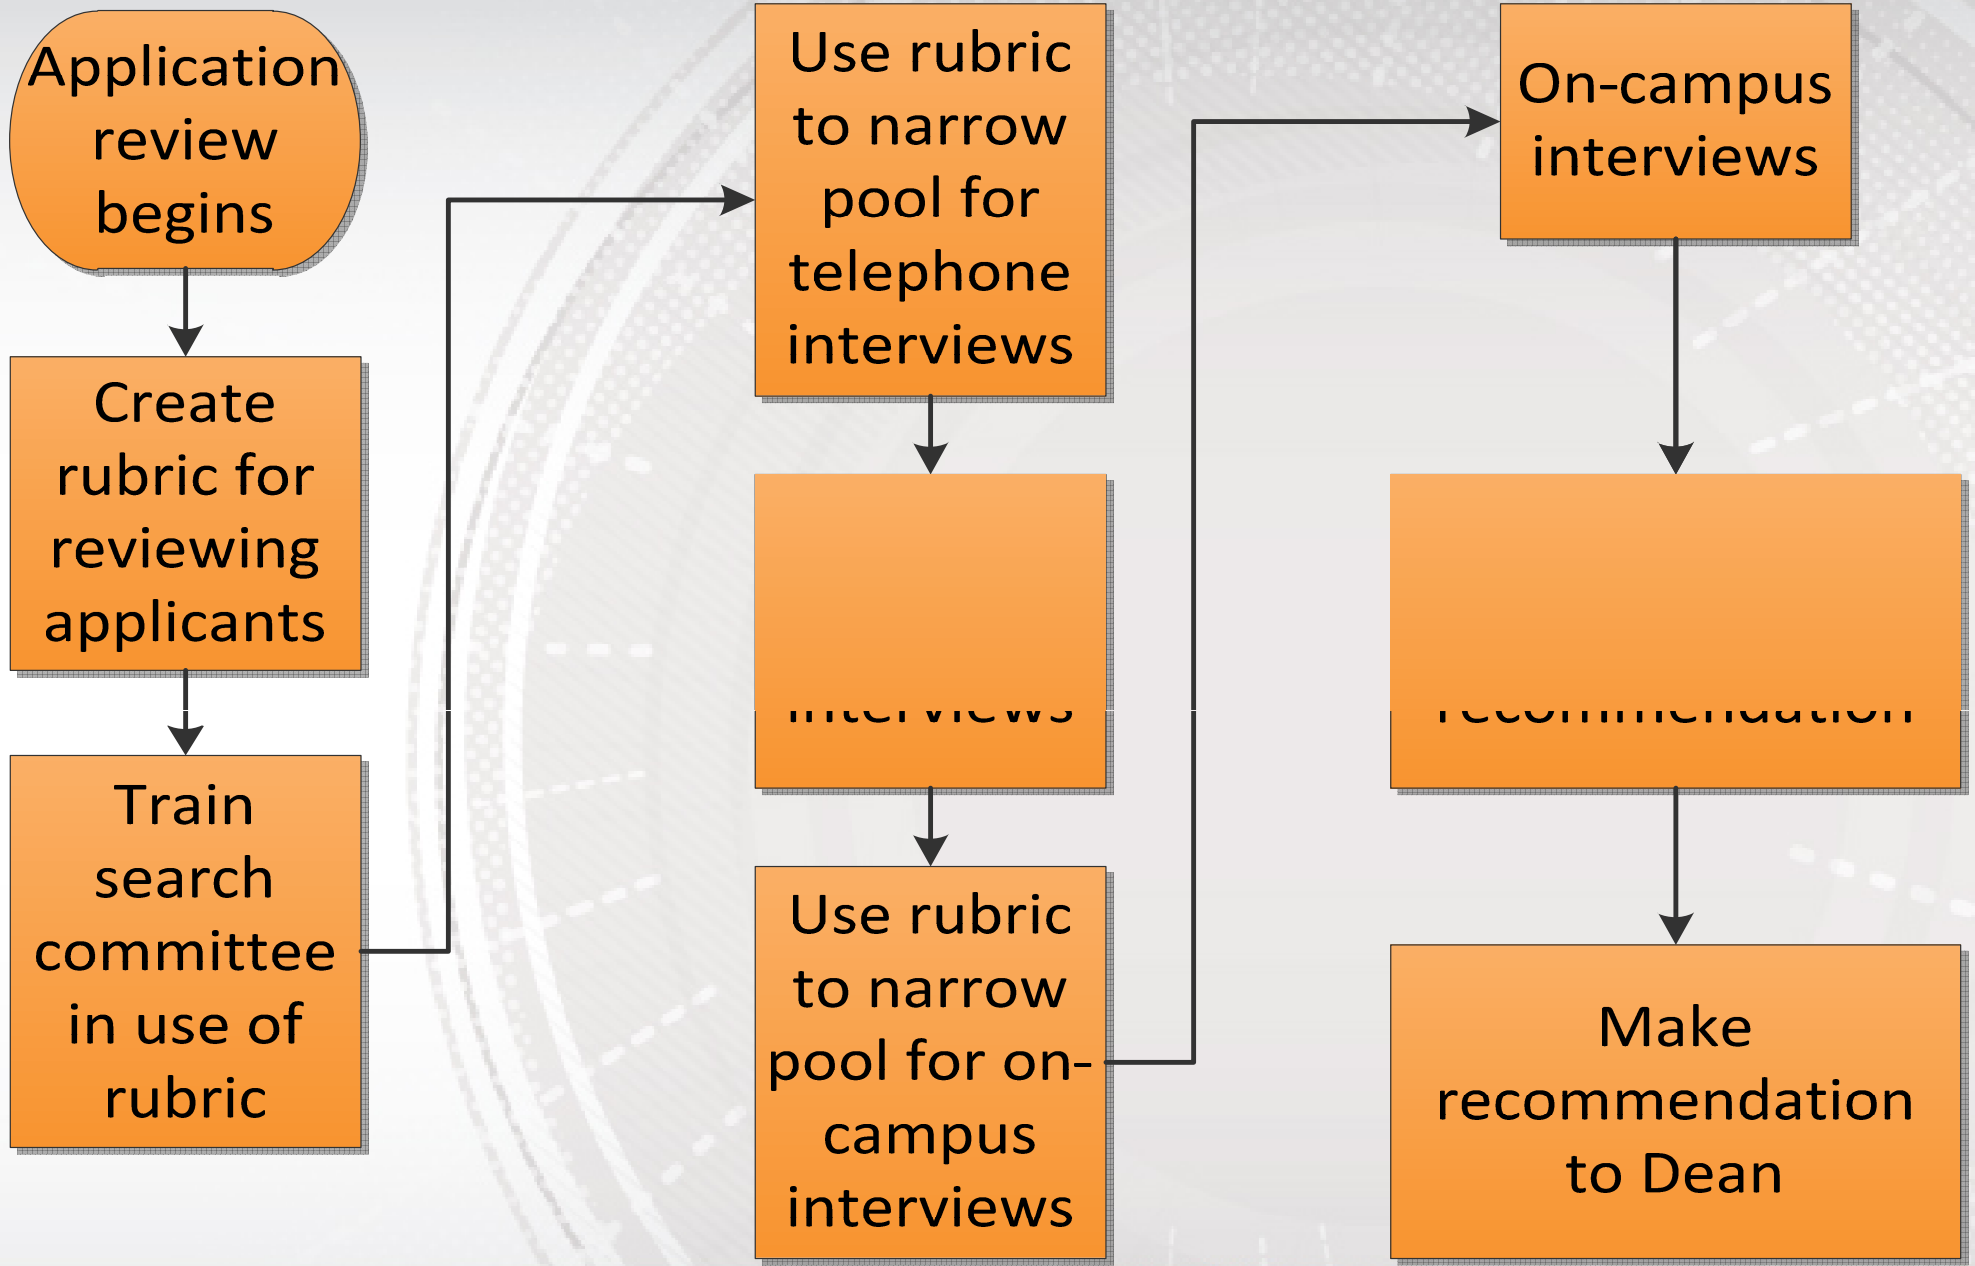 Application
review
begins
Create
rubric for
reviewing
applicants
Train
search
committee
in use of
rubric
Use rubric
to narrow
pool for
telephone
interviews
interviews
Use rubric
to narrow
pool for on-
campus
interviews
On-campus
interviews
recommendation
Make
recommendation
to Dean